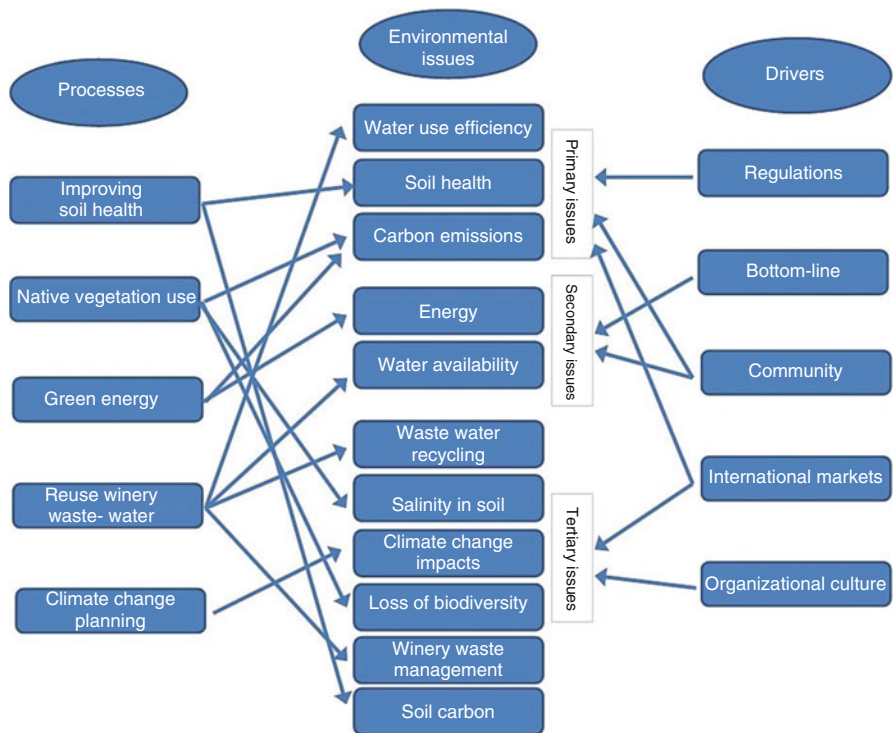 Processes
Improving
soil health
Native vegetation use
Green energy
Reuse winery
waste- water
Climate change
planning
Environmental
issues
Water use efficiency
Soil health
Carbon emissions
Energy
Water availability
Waste water
recycling
Salinity in soil
Climate change
impacts
Loss of biodiversity
Winery waste
management
Soil carbon
Primary issues
Secondary issues
Tertiary issues
Drivers
Regulations
Bottom-line
Community
International markets
Organizational culture